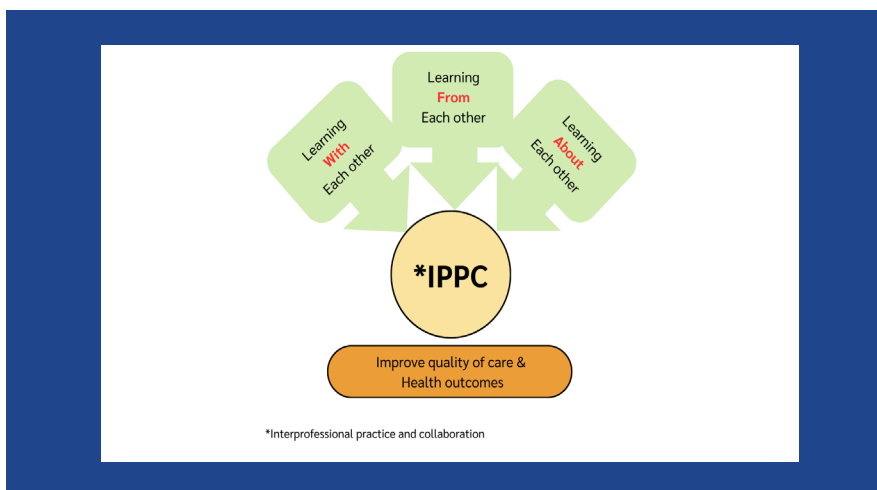 Learning
With
Each other
Learning
From
Each other
Learning
About
Each other
*IPPC
Improve quality of care &
Health outcomes
*Interprofessional practice and collaboration